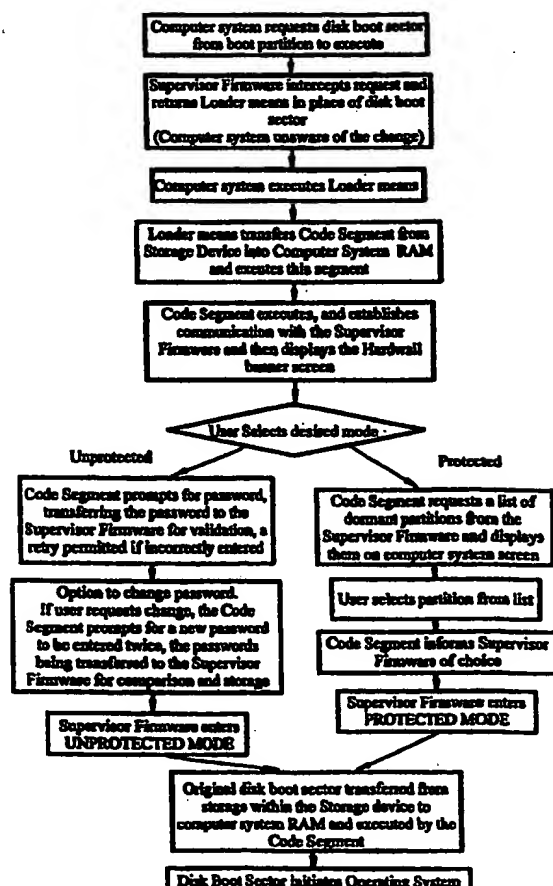 Computer system requests disk boot sector
from boot partition to execute
Supervisor Firmware intercepts request and
returns Loader means in place of disk boot
sector
(Computer system unaware of the change)
Computer system executes Loader means
Loader means transfers Code Segment from
Storage Device into Computer System RAM
and exeutes this segment
Code Segment executes, and establishes
communication with the Supervisor
Firmware and then displays the Hardwall
banner screen
User Selects desired mode
Unprotected
Protected
Code Segment prompts for password,
transferring the password to the
Supervisor Firmware for validation, a
retry permitted if incorrectly entered
Option to change password.
If user requests change, the Code
Segment prompts for a new password
to be entered twice, the passwords
being transferred to the Supervisor
Firmware for comparison and storage
Supervisor Firmware enters
UNPROTECTED MODE
Code Segment requests a list of
dormant partitions from the
Supervisor Firmware and displays
them on computer system screen
User selects partition from list
Code Segment informs Supervisor
Firmware of choice
Supervisor Firmware enters
PROTECTED MODE
Original disk boot sector transferred from
storage within the Storage device to
computer system RAM and executed by the
Code Segment
Disk Boot Sector initiates Operating System